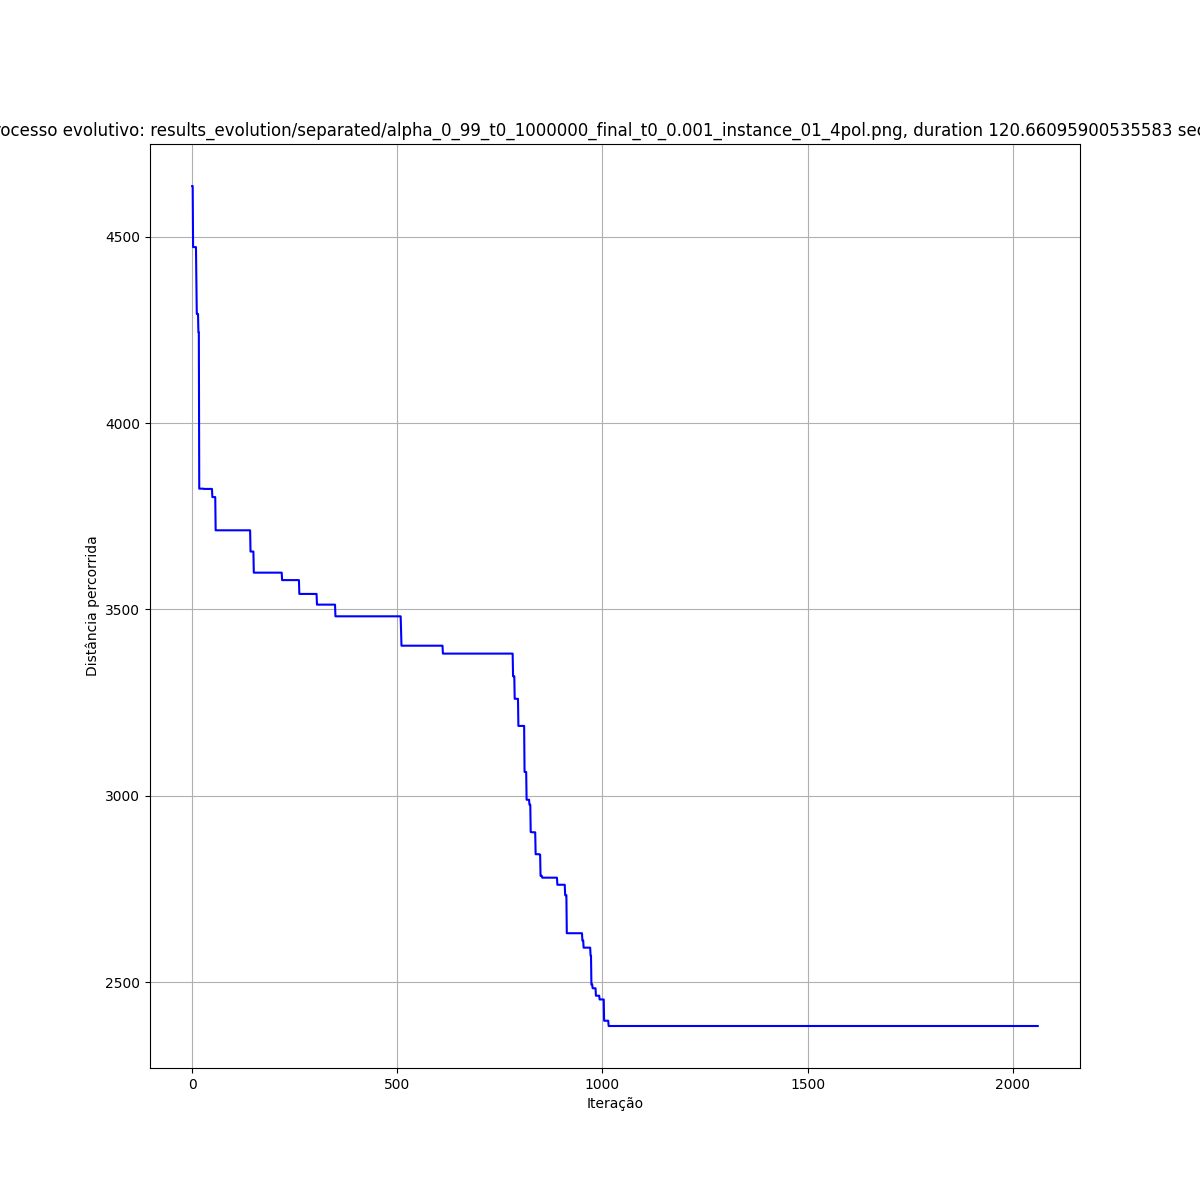 ocesso evolutivo: results_evolution/separated/alpha_0_99_t0_1000000_final_t0_0.001_instance_01_4pol.png, duration 120.66095900535583 sec
4500
4000
3500
3000
2500
Distância percorrida
0 500 1000 1500 2000
Iteração